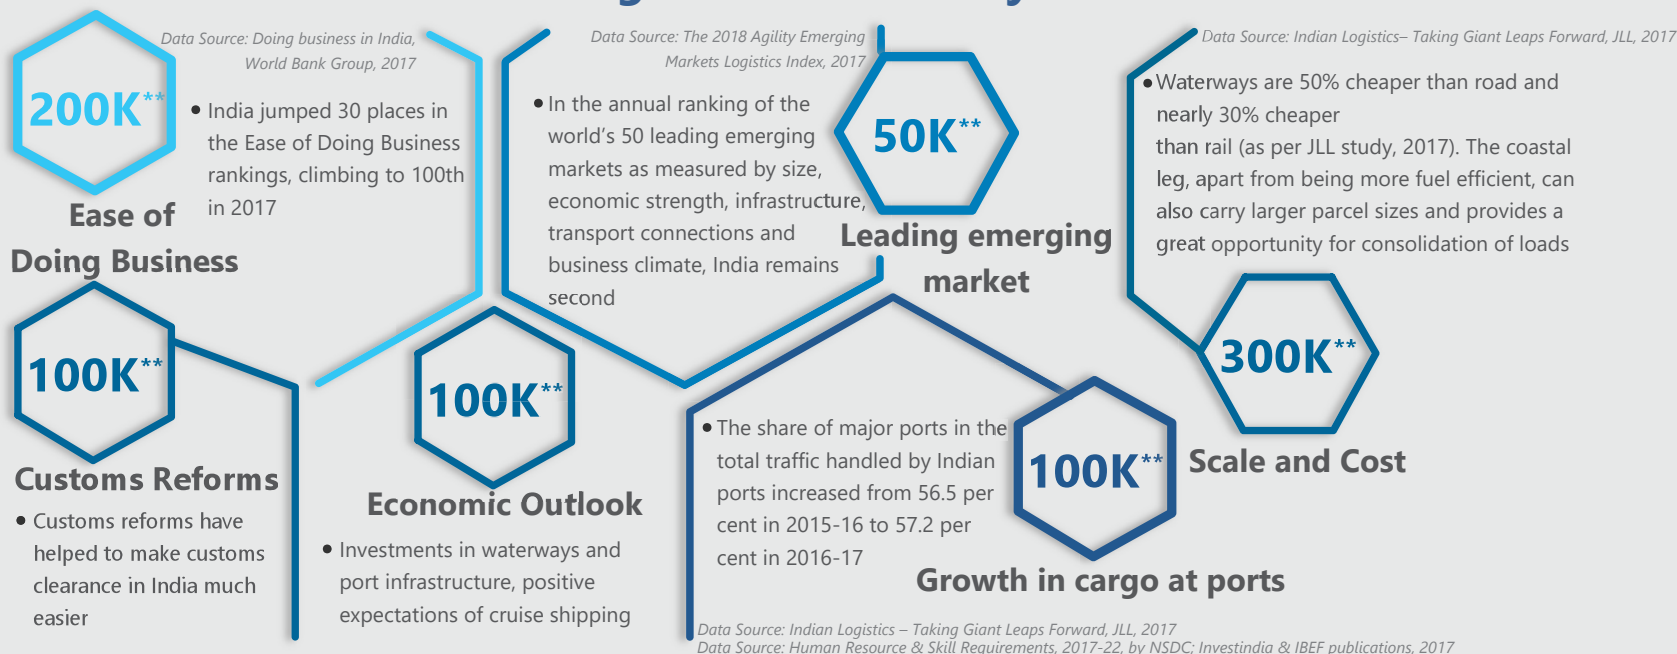 Data Source: Doing business in India,
World Bank Group, 2017
200K**
• India jumped 30 places in
the Ease of Doing Business
rankings, climbing to 100th
in 2017
Ease of
Doing Business
Data Source: The 2018 Agility Emerging
Markets Logistics Index, 2017
• In the annual ranking of the
world's 50 leading emerging
markets as measured by size,
economic strength, infrastructure,
transport connections and
business climate, India remains
second
50K**
Leading emerging
market
Data Source: Indian Logistics– Taking Giant Leaps Forward, JLL, 2017
• Waterways are 50% cheaper than road and
nearly 30% cheaper
than rail (as per JLL study, 2017). The coastal
leg, apart from being more fuel efficient, can
also carry larger parcel sizes and provides a
great opportunity for consolidation of loads
300K**
Scale and Cost
100K**
Customs Reforms
• Customs reforms have
helped to make customs
clearance in India much
easier
100K**
Economic Outlook
• Investments in waterways and
port infrastructure, positive
expectations of cruise shipping
• The share of major ports in the
total traffic handled by Indian
ports increased from 56.5 per
cent in 2015-16 to 57.2 per
cent in 2016-17
100K**
Growth in cargo at ports
Data Source: Indian Logistics – Taking Giant Leaps Forward, JLL, 2017
Data Source: Human Resource & Skill Requirements, 2017-22, by NSDC; Investindia & IBEF publications, 2017